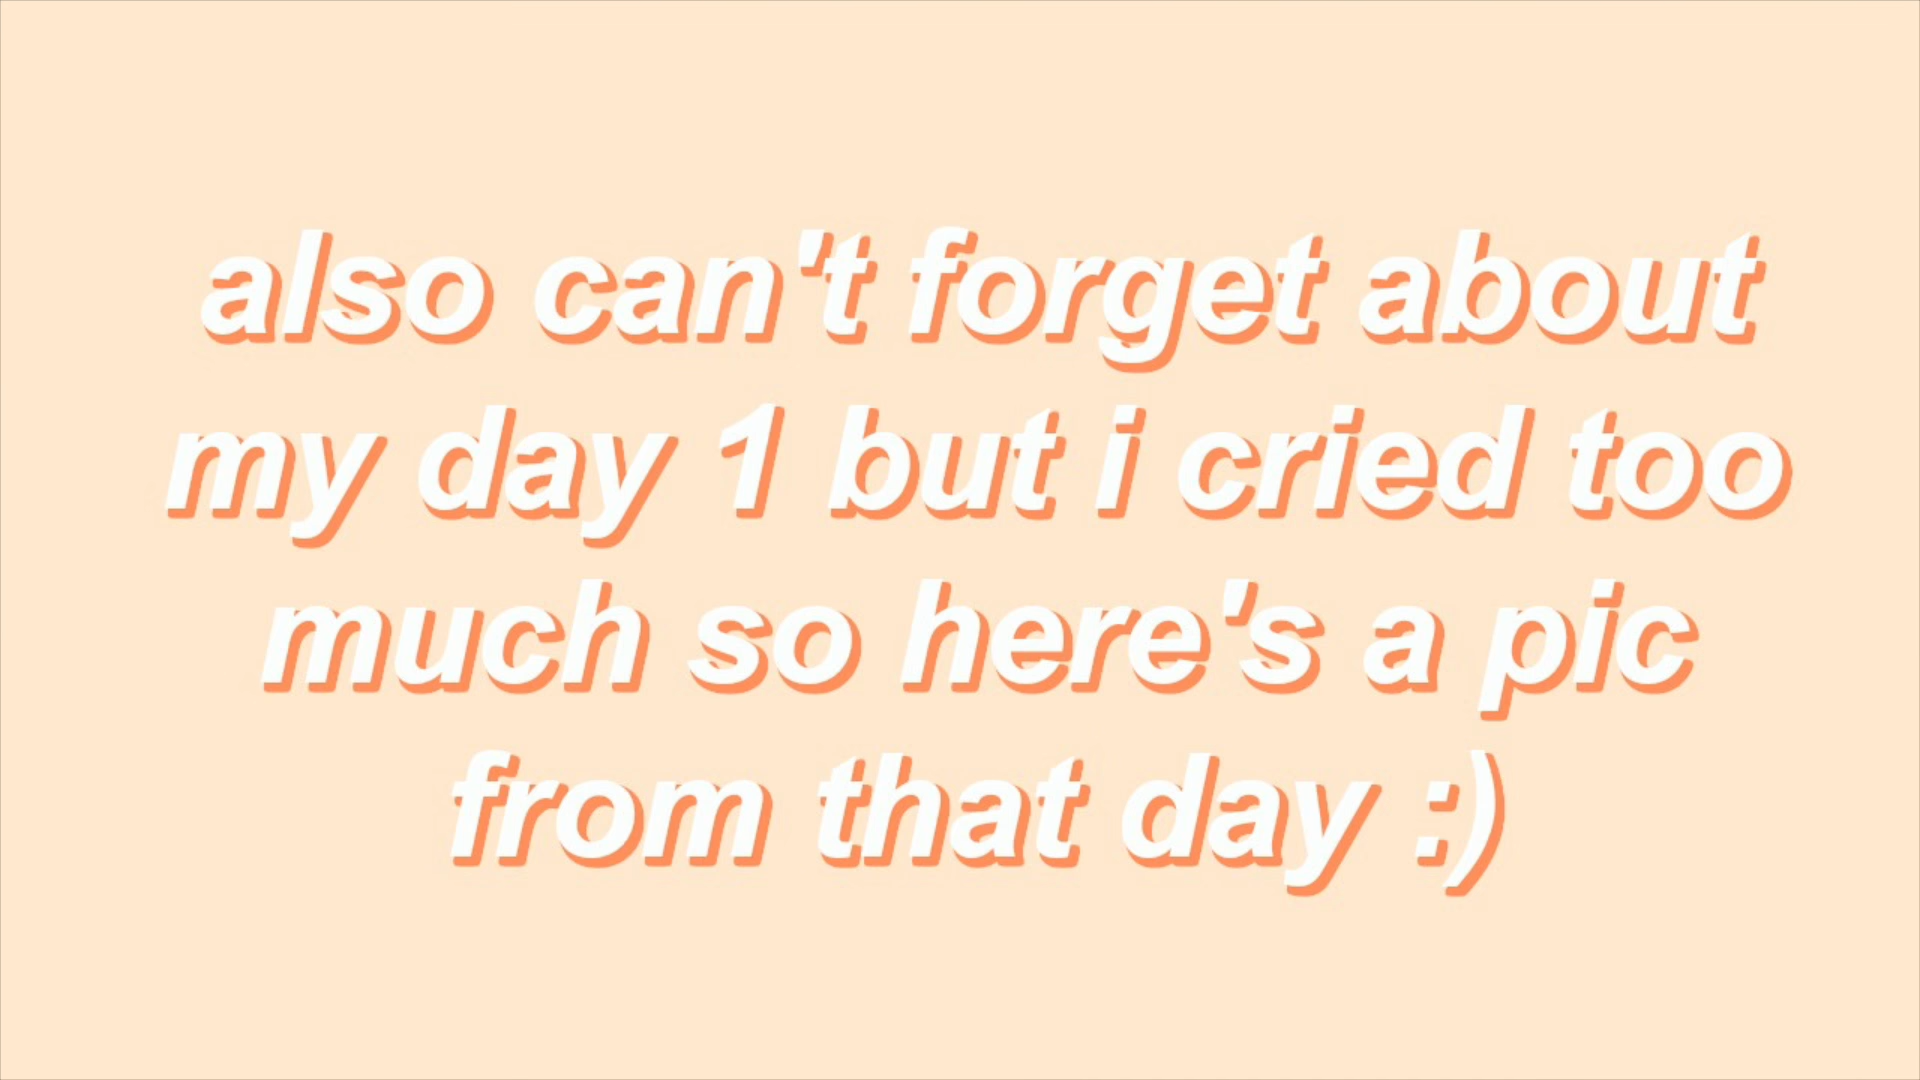 also can't forget about
my day 1 but i cried too
much so here's a pic
from that day :)